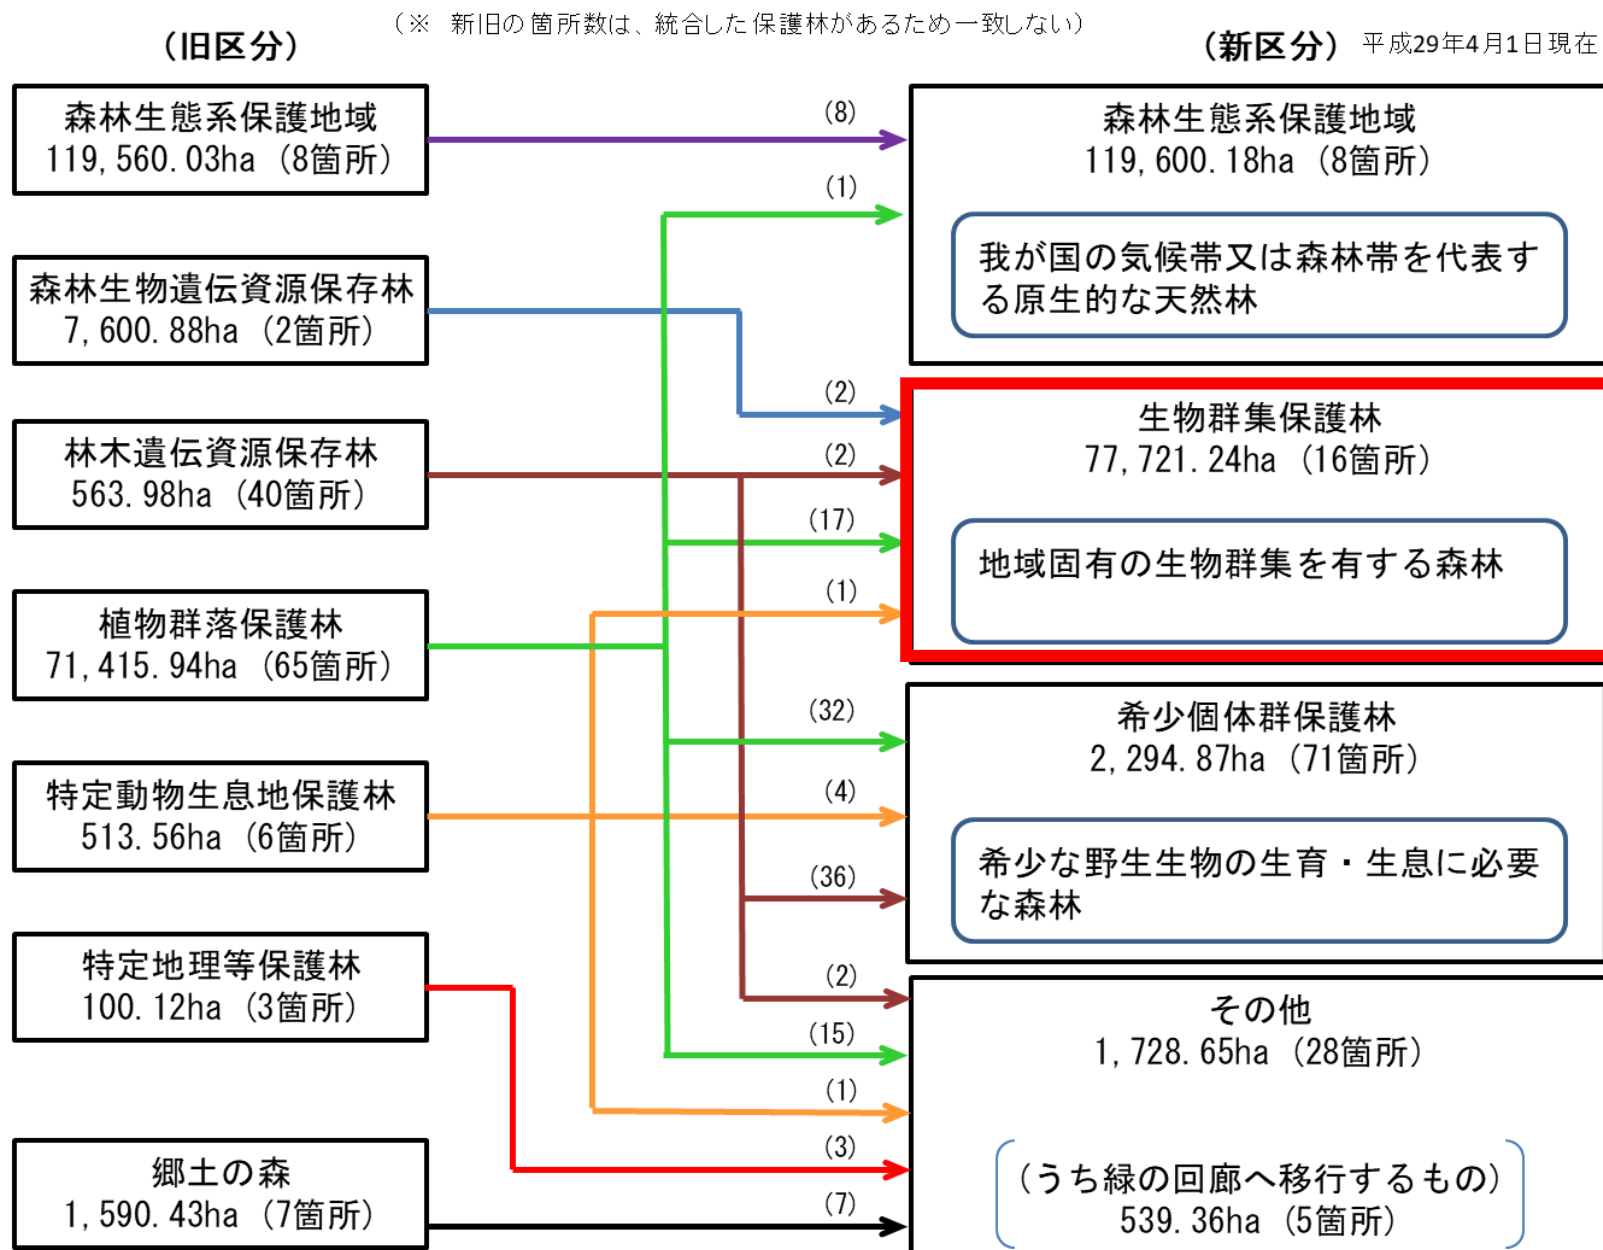 （※ 新旧の箇所数は、統合した保護林があるため一致しない）
（旧区分）
（新区分） 平成29年4月1日現在
森林生態系保護地域
119,560.03ha（8箇所）
森林生物遺伝資源保存林
7,600.88ha（2箇所）
林木遺伝資源保存林
563.98ha（40箇所）
植物群落保護林
71,415.94ha（65箇所）
特定動物生息地保護林
513.56ha（6箇所）
特定地理等保護林
100.12ha（3箇所）
郷土の森
1,590.43ha（7箇所）
（8）
（1）
（2）
（2）
（17）
（1）
（32）
（4）
（36）
（2）
（15）
（1）
（3）
（7）
森林生態系保護地域
119,600.18ha（8箇所）
我が国の気候帯又は森林帯を代表す
る原生的な天然林
生物群集保護林
77,721.24ha（16箇所）
地域固有の生物群集を有する森林
希少個体群保護林
2,294.87ha（71箇所）
希少な野生生物の生育・生息に必要
な森林
その他
1,728.65ha（28箇所）
（うち緑の回廊へ移行するもの）
539.36ha（5箇所）